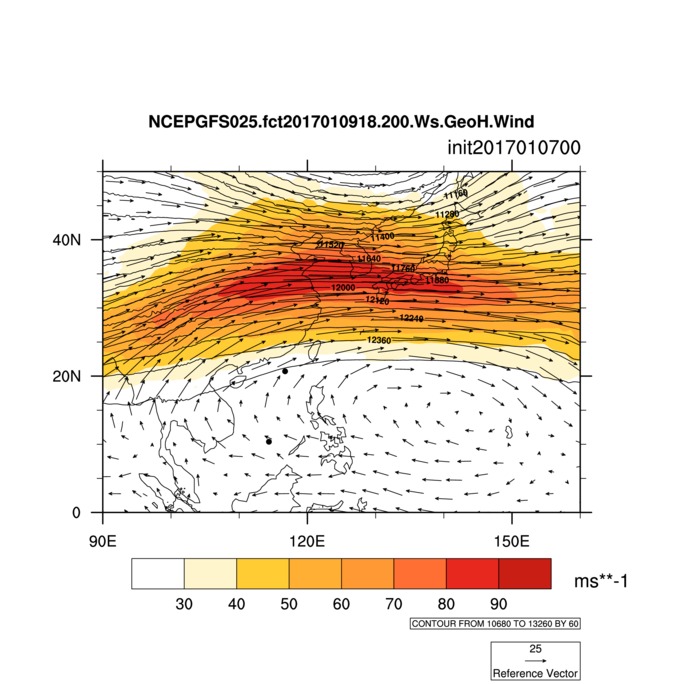 NCEPGFS025.fct2017010918.200.Ws.GeoH.Wind
init2017010700
11160
11280
40N
11400
11520
11640
11760
11880
12000
12120
12240
12360
20N
0
90E 120E 150E
ms**-1
30 40 50 60 70 80 90
CONTOUR FROM 10680 TO 13260 BY 60
25
Reference Vector